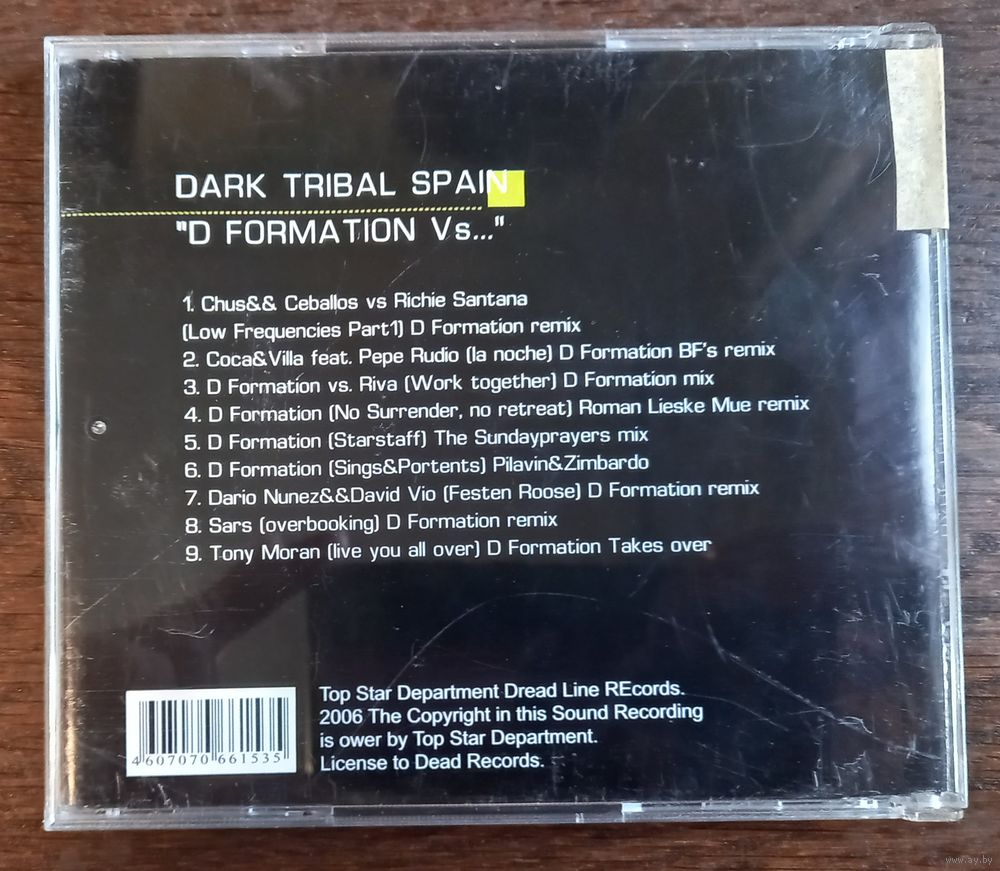 DARK TRIBAL SPAIN
"D FORMATION Vs..."
1. Chus&& Ceballos vs Richie Santana
(Low Frequencies Part1) D Formation remix
2. Coca&Villa feat. Pepe Rudio (la noche) D Formation BF's remix
3. D Formation vs. Riva (Work together) D Formation mix
4. D Formation (No Surrender, no retreat) Roman Lieske Mue remix
5. D Formation (Starstaff) The Sundayprayers mix
6. D Formation (Sings&Portents) Pilavin&Zimbardo
7. Dario Nunez&&David Vio (Festen Roose) D Formation remix
8. Sars (overbooking) D Formation remix
9. Tony Moran (live you all over) D Formation Takes over
Top Star Department Dread Line REcords.
2006 The Copyright in this Sound Recording
is ower by Top Star Department.
License to Dead Records.
4 607070 661535
www.ay.by